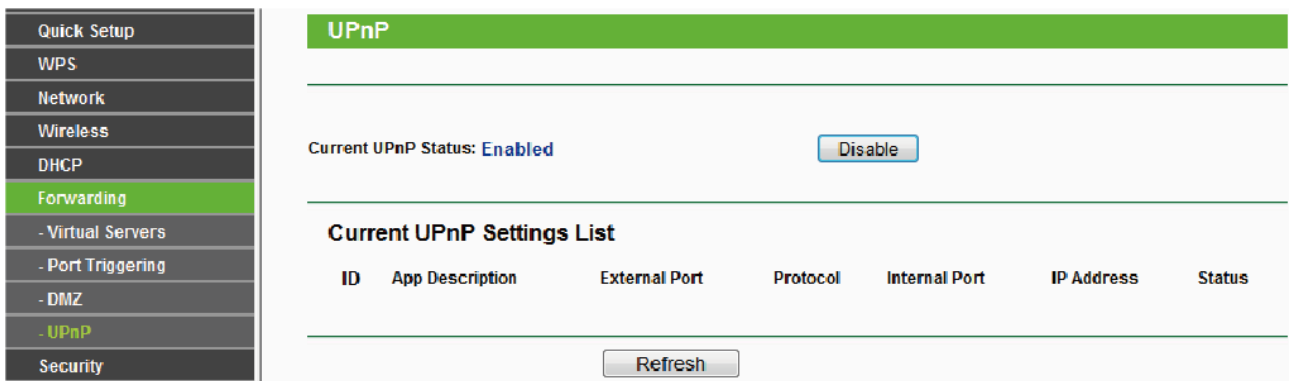 Quick Setup
WPS
Network
Wireless
DHCP
Forwarding
- Virtual Servers
- Port Triggering
- DMZ
- UPnP
Security
UPnP
Current UPnP Status: Enabled Disable
Current UPnP Settings List
ID App Description External Port Protocol Internal Port IP Address Status
Refresh